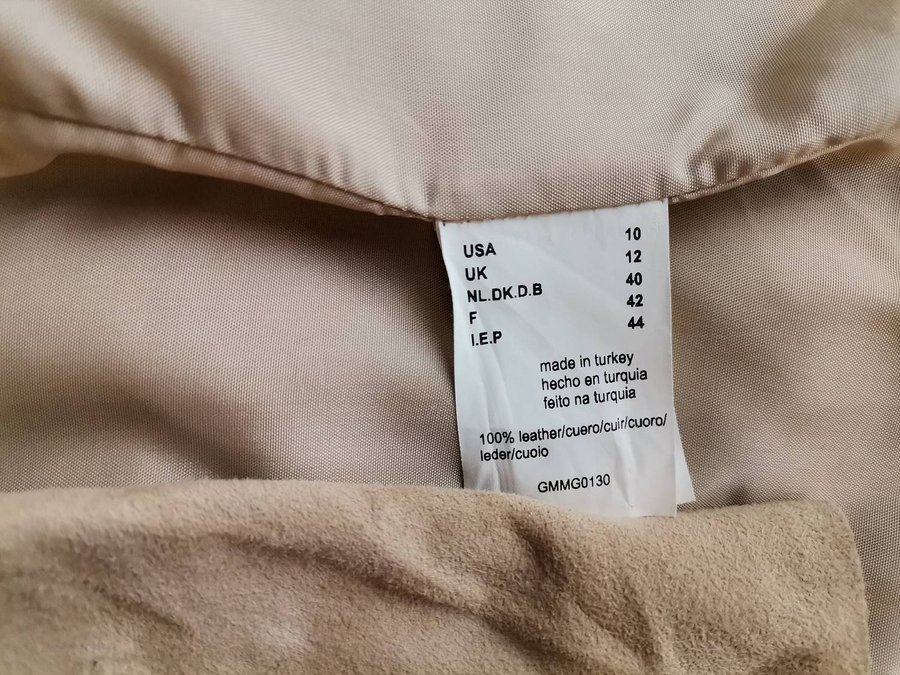 USA 10
UK 12
NL.DK.D.B 40
F 42
I.E.P 44
made in turkey
hecho en turquia
feito na turquia
100% leather/cuero/cuir/cuoro/
leder/cuoio
GMMG0130